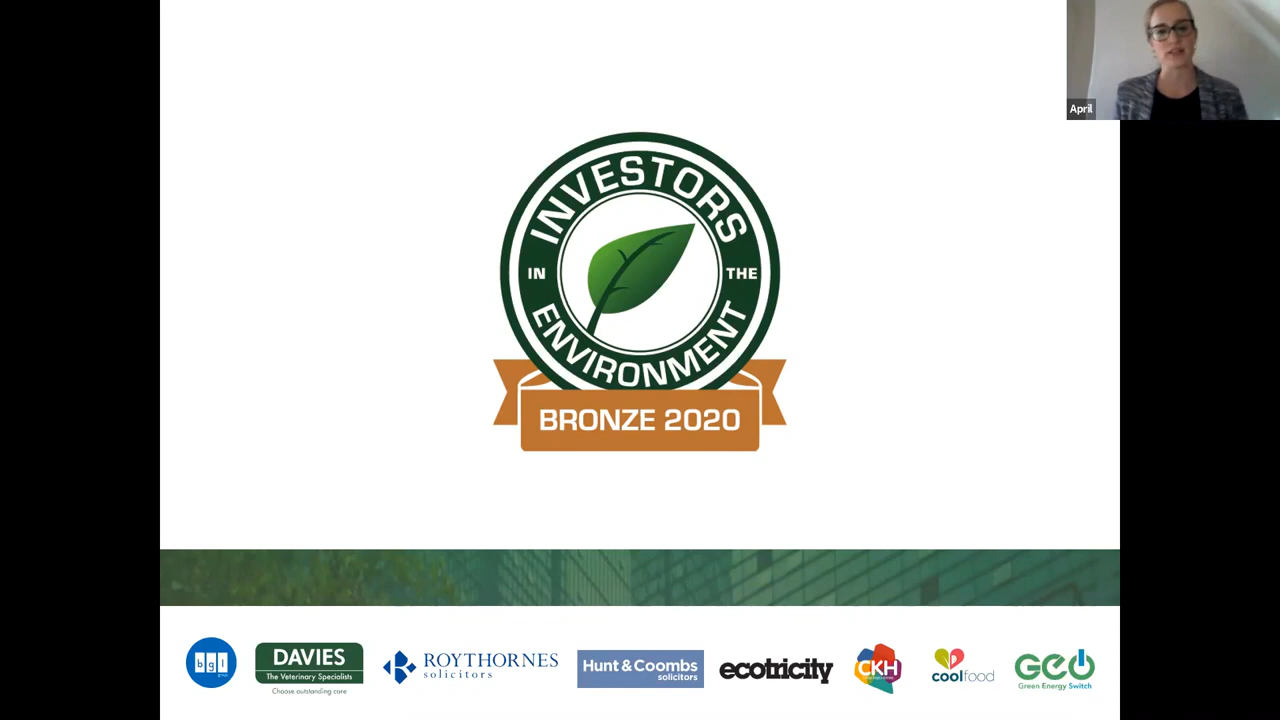 April
INVESTORS
IN THE
ENVIRONMENT
BRONZE 2020
bgl
group
DAVIES
The Veterinary Specialists
Choose outstanding care
ROYTHORNES
solicitors
Hunt & Coombs
solicitors
ecotricity
CKH
coolfood
GEO
Green Energy Switch